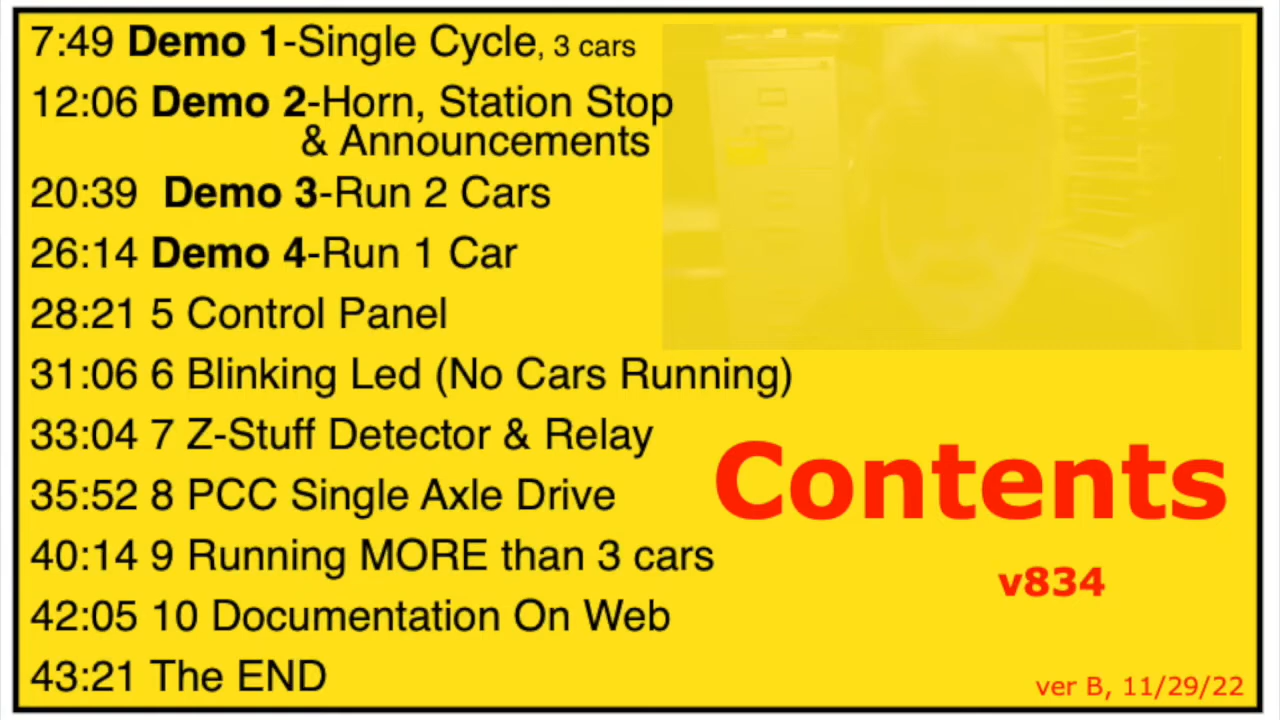 7:49 Demo 1-Single Cycle, 3 cars
12:06 Demo 2-Horn, Station Stop
& Announcements
20:39 Demo 3-Run 2 Cars
26:14 Demo 4-Run 1 Car
28:21 5 Control Panel
31:06 6 Blinking Led (No Cars Running)
33:04 7 Z-Stuff Detector & Relay
35:52 8 PCC Single Axle Drive
40:14 9 Running MORE than 3 cars
42:05 10 Documentation On Web
43:21 The END
Contents
v834
ver B, 11/29/22